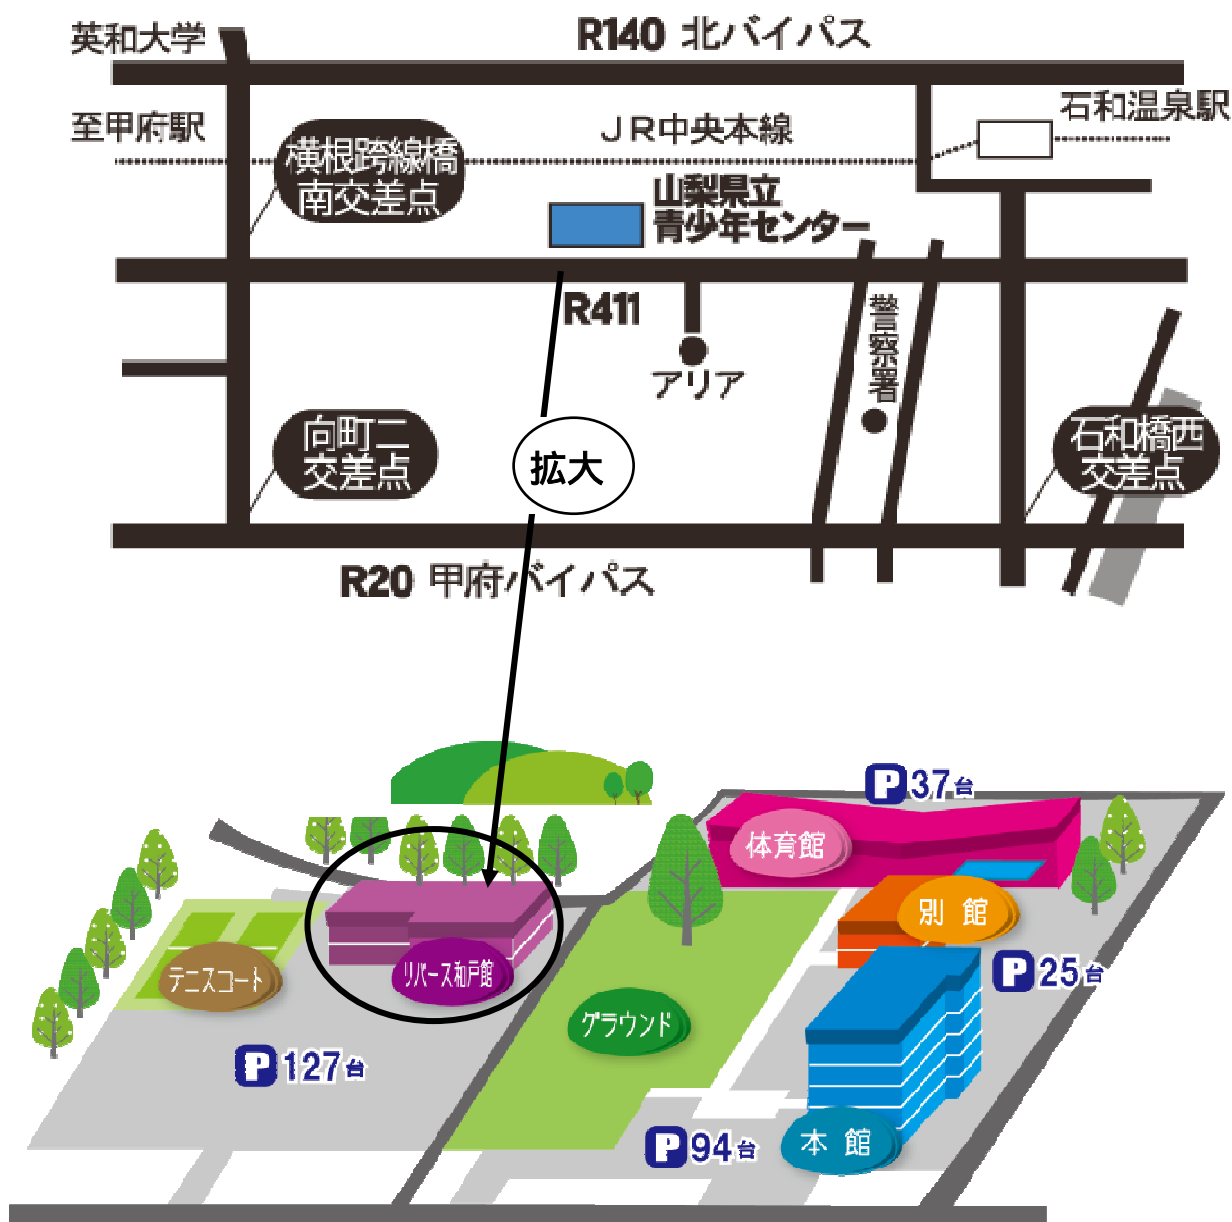 英和大学
R140 北バイパス
至甲府駅
JR中央本線
石和温泉駅
横根跨線橋
南交差点
山梨県立
青少年センター
R411
アリア
警察署
向町二
交差点
拡大
石和橋西
交差点
R20 甲府バイパス
P37台
体育館
別館
リバース和戸館
テニスコート
P25台
グラウンド
P127台
P94台
本館